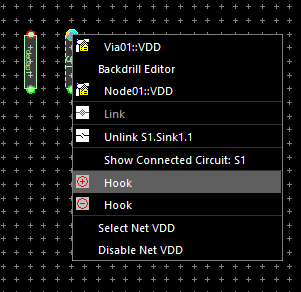 Via01::VDD
Backdrill Editor
Node01::VDD
Link
Unlink S1.Sink1.1
Show Connected Circuit: S1
Hook
Hook
Select Net VDD
Disable Net VDD